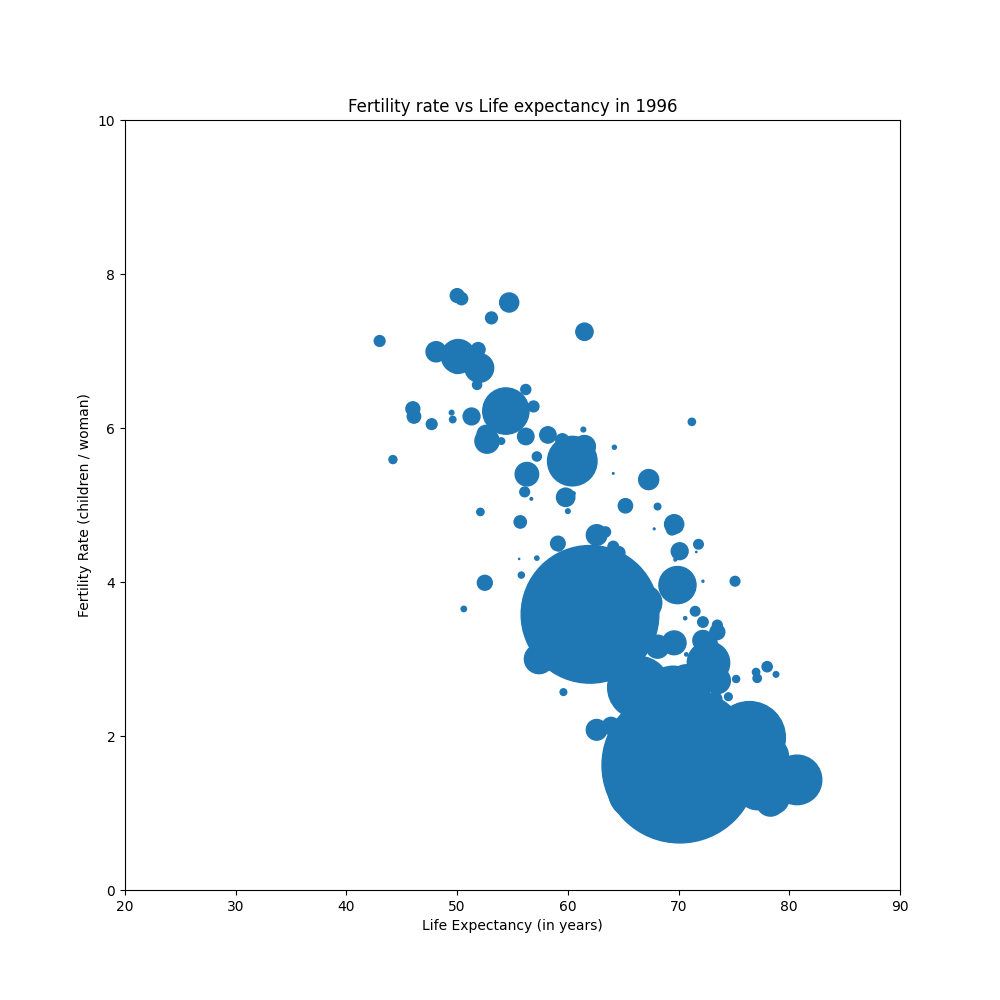 Fertility rate vs Life expectancy in 1996
10
8
6
4
2
0
Fertility Rate (children / woman)
20 30 40 50 60 70 80 90
Life Expectancy (in years)